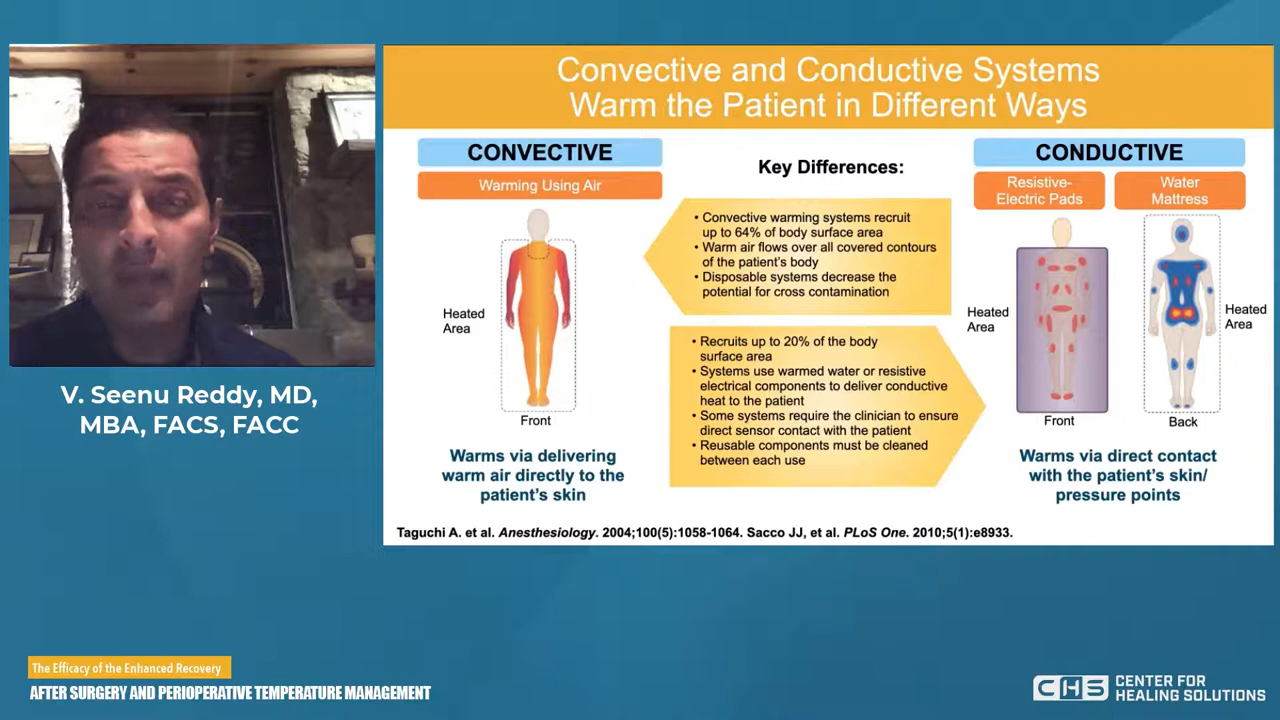 Convective and Conductive Systems
Warm the Patient in Different Ways
CONVECTIVE
Warming Using Air
Heated
Area
Front
Warms via delivering
warm air directly to the
patient's skin
Key Differences:
• Convective warming systems recruit
up to 64% of body surface area
• Warm air flows over all covered contours
of the patient's body
• Disposable systems decrease the
potential for cross contamination
• Recruits up to 20% of the body
surface area
• Systems use warmed water or resistive
electrical components to deliver conductive
heat to the patient
• Some systems require the clinician to ensure
direct sensor contact with the patient
• Reusable components must be cleaned
between each use
CONDUCTIVE
Resistive-
Electric Pads
Water
Mattress
Heated
Area
Heated
Area
Front
Back
Warms via direct contact
with the patient's skin/
pressure points
Taguchi A. et al. Anesthesiology. 2004;100(5):1058-1064. Sacco JJ, et al. PLoS One. 2010;5(1):e8933.
V. Seenu Reddy, MD,
MBA, FACS, FACC
The Efficacy of the Enhanced Recovery
AFTER SURGERY AND PERIOPERATIVE TEMPERATURE MANAGEMENT
CHS
CENTER FOR
HEALING SOLUTIONS